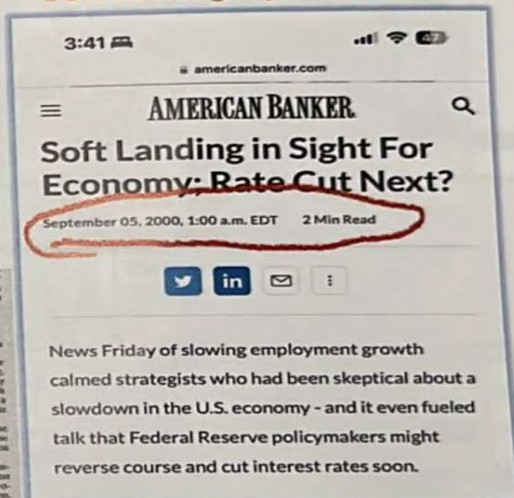 3:41
47
americanbanker.com
AMERICAN BANKER
Soft Landing in Sight For
Economy; Rate Cut Next?
September 05, 2000, 1:00 a.m. EDT 2 Min Read
in
News Friday of slowing employment growth
calmed strategists who had been skeptical about a
slowdown in the U.S. economy - and it even fueled
talk that Federal Reserve policymakers might
reverse course and cut interest rates soon.